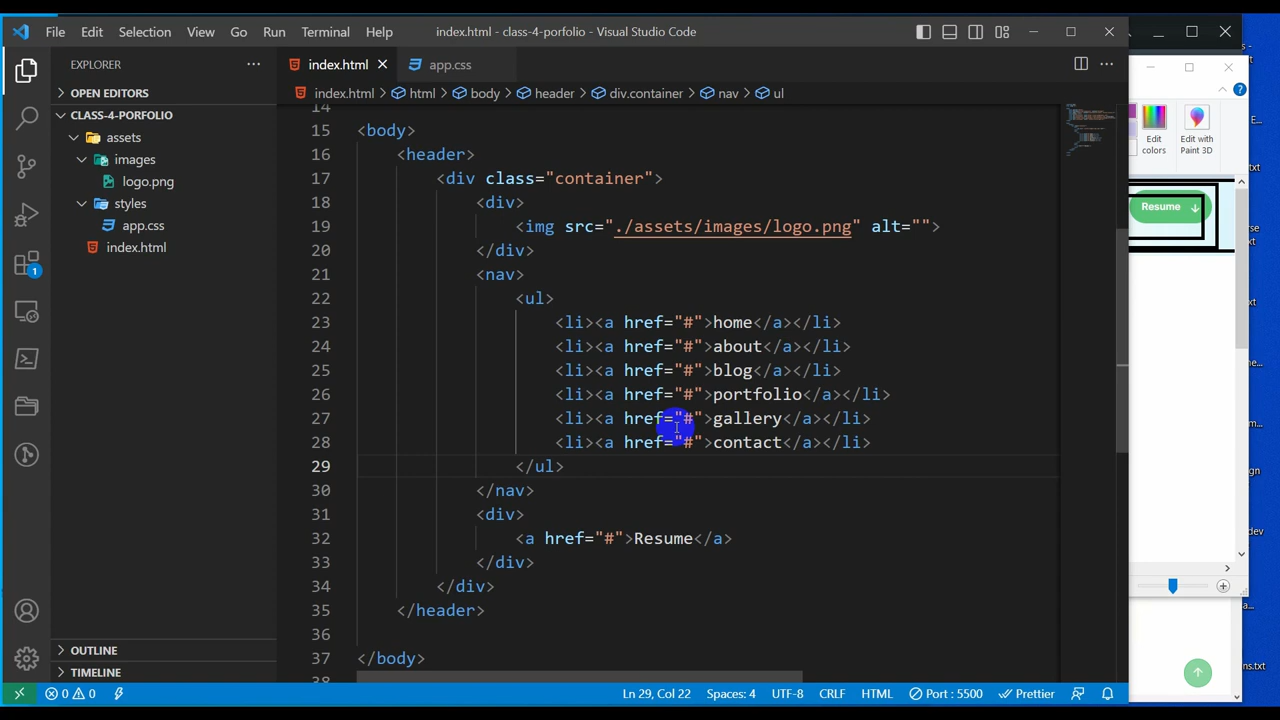 File Edit Selection View Go Run Terminal Help
index.html - class-4-porfolio - Visual Studio Code
EXPLORER
index.html
app.css
OPEN EDITORS
index.html > html > body > header > div.container > nav > ul
CLASS-4-PORFOLIO
assets
images
logo.png
styles
app.css
index.html
14
15 <body>
16 <header>
17 <div class="container">
18 <div>
19 <img src="./assets/images/logo.png" alt="">
20 </div>
21 <nav>
22 <ul>
23 <li><a href="#">home</a></li>
24 <li><a href="#">about</a></li>
25 <li><a href="#">blog</a></li>
26 <li><a href="#">portfolio</a></li>
27 <li><a href="#">gallery</a></li>
28 <li><a href="#">contact</a></li>
29 </ul>
30 </nav>
31 <div>
32 <a href="#">Resume</a>
33 </div>
34 </div>
35 </header>
36
37 </body>
38
1
OUTLINE
TIMELINE
0 0
Ln 29, Col 22
Spaces: 4
UTF-8
CRLF
HTML
Port : 5500
Prettier
Edit
colors
Edit with
Paint 3D
Resume